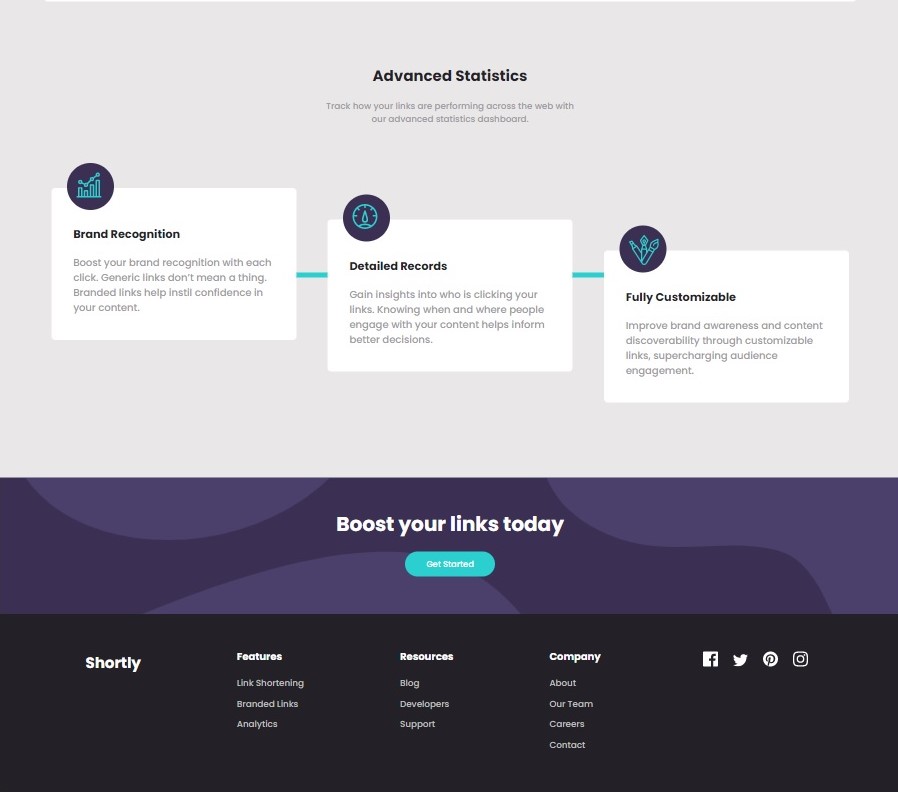 Advanced Statistics
Track how your links are performing across the web with
our advanced statistics dashboard.
Brand Recognition
Boost your brand recognition with each
click. Generic links don't mean a thing.
Branded links help instil confidence in
your content.
Detailed Records
Gain insights into who is clicking your
links. Knowing when and where people
engage with your content helps inform
better decisions.
Fully Customizable
Improve brand awareness and content
discoverability through customizable
links, supercharging audience
engagement.
Boost your links today
Get Started
Shortly
Features
Link Shortening
Branded Links
Analytics
Resources
Blog
Developers
Support
Company
About
Our Team
Careers
Contact